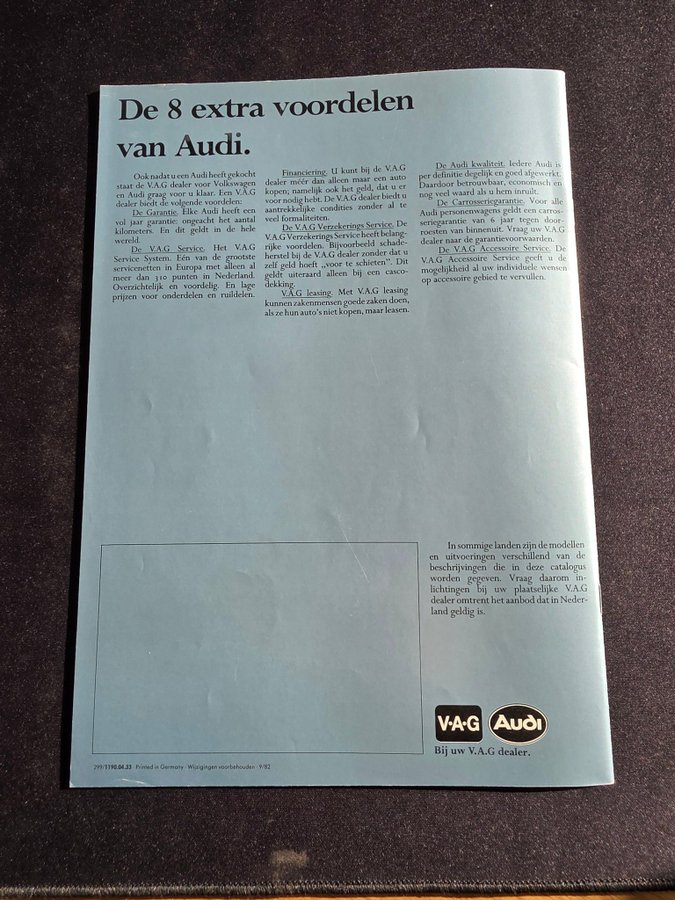 De 8 extra voordelen
van Audi.
Ook nadat u een Audi heeft gekocht
staat de V.A.G dealer voor Volkswagen
en Audi graag voor u klaar. Een V.A.G
dealer biedt de volgende voordelen:
De Garantie. Elke Audi heeft een
vol jaar garantie: ongeacht het aantal
kilometers. En dit geldt in de hele
wereld.
De V.A.G Service. Het V.A.G
Service System. Eén van de grootste
servicenetten in Europa met alleen al
meer dan 310 punten in Nederland.
Overzichtelijk en voordelig. En lage
prijzen voor onderdelen en ruildelen.
Financiering. U kunt bij de V.A.G
dealer méér dan alleen maar een auto
kopen; namelijk ook het geld, dat u er
voor nodig hebt. De V.A.G dealer biedt u
aantrekkelijke condities zonder al te
veel formaliteiten.
De V.A.G Verzekerings Service. De
V.A.G Verzekerings Service heeft belang-
rijke voordelen. Bijvoorbeeld schade-
herstel bij de V.A.G dealer zonder dat u
zelf geld hoeft „voor te schieten”. Dit
geldt uiteraard alleen bij een casco-
dekking.
V.A.G leasing. Met V.A.G leasing
kunnen zakenmensen goede zaken doen,
als ze hun auto's niet kopen, maar leasen.
De Audi kwaliteit. Iedere Audi is
per definitie degelijk en goed afgewerkt.
Daardoor betrouwbaar, economisch en
nog veel waard als u hem inruilt.
De Carrosseriegarantie. Voor alle
Audi personenwagens geldt een carros-
seriegarantie van 6 jaar tegen door-
roesten van binnenuit. Vraag uw V.A.G
dealer naar de garantievoorwaarden.
De V.A.G Accessoire Service. De
V.A.G Accessoire Service geeft u de
mogelijkheid al uw individuele wensen
op accessoire gebied te vervullen.
In sommige landen zijn de modellen
en uitvoeringen verschillend van de
beschrijvingen die in deze catalogus
worden gegeven. Vraag daarom in-
lichtingen bij uw plaatselijke V.A.G
dealer omtrent het aanbod dat in Neder-
land geldig is.
V·A·G Audi
Bij uw V.A.G dealer.
299/1190.04.33 · Printed in Germany · Wijzigingen voorbehouden · 9/82